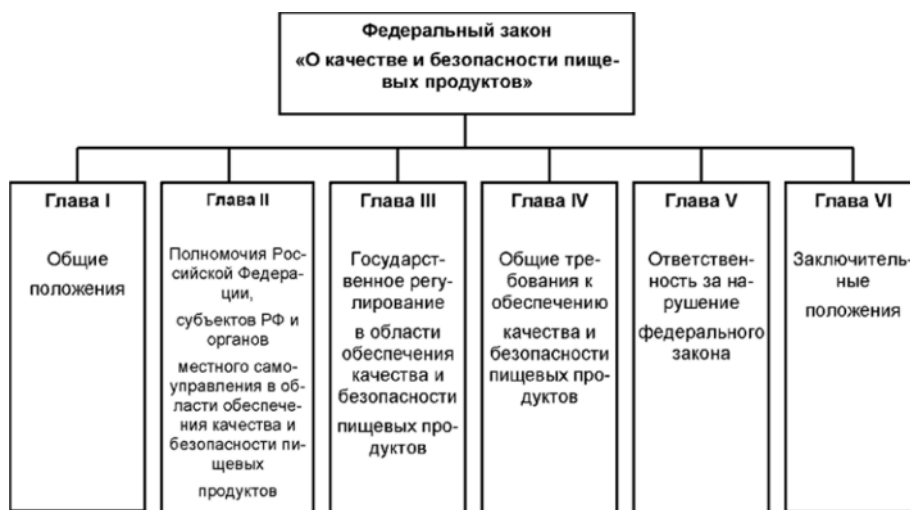 Федеральный закон
«О качестве и безопасности пище-
вых продуктов»
Глава I
Общие
положения
Глава II
Полномочия Рос-
сийской Федера-
ции,
субъектов РФ и
органов
местного само-
управления в об-
ласти обеспече-
ния качества и
безопасности пи-
щевых
продуктов
Глава III
Государст-
венное регу-
лирование
в области
обеспечения
качества и
безопасности
пищевых про-
дуктов
Глава IV
Общие тре-
бования к
обеспечению
качества и
безопасности
пищевых про-
дуктов
Глава V
Ответствен-
ность за на-
рушение
федерального
закона
Глава VI
Заключитель-
ные
положения